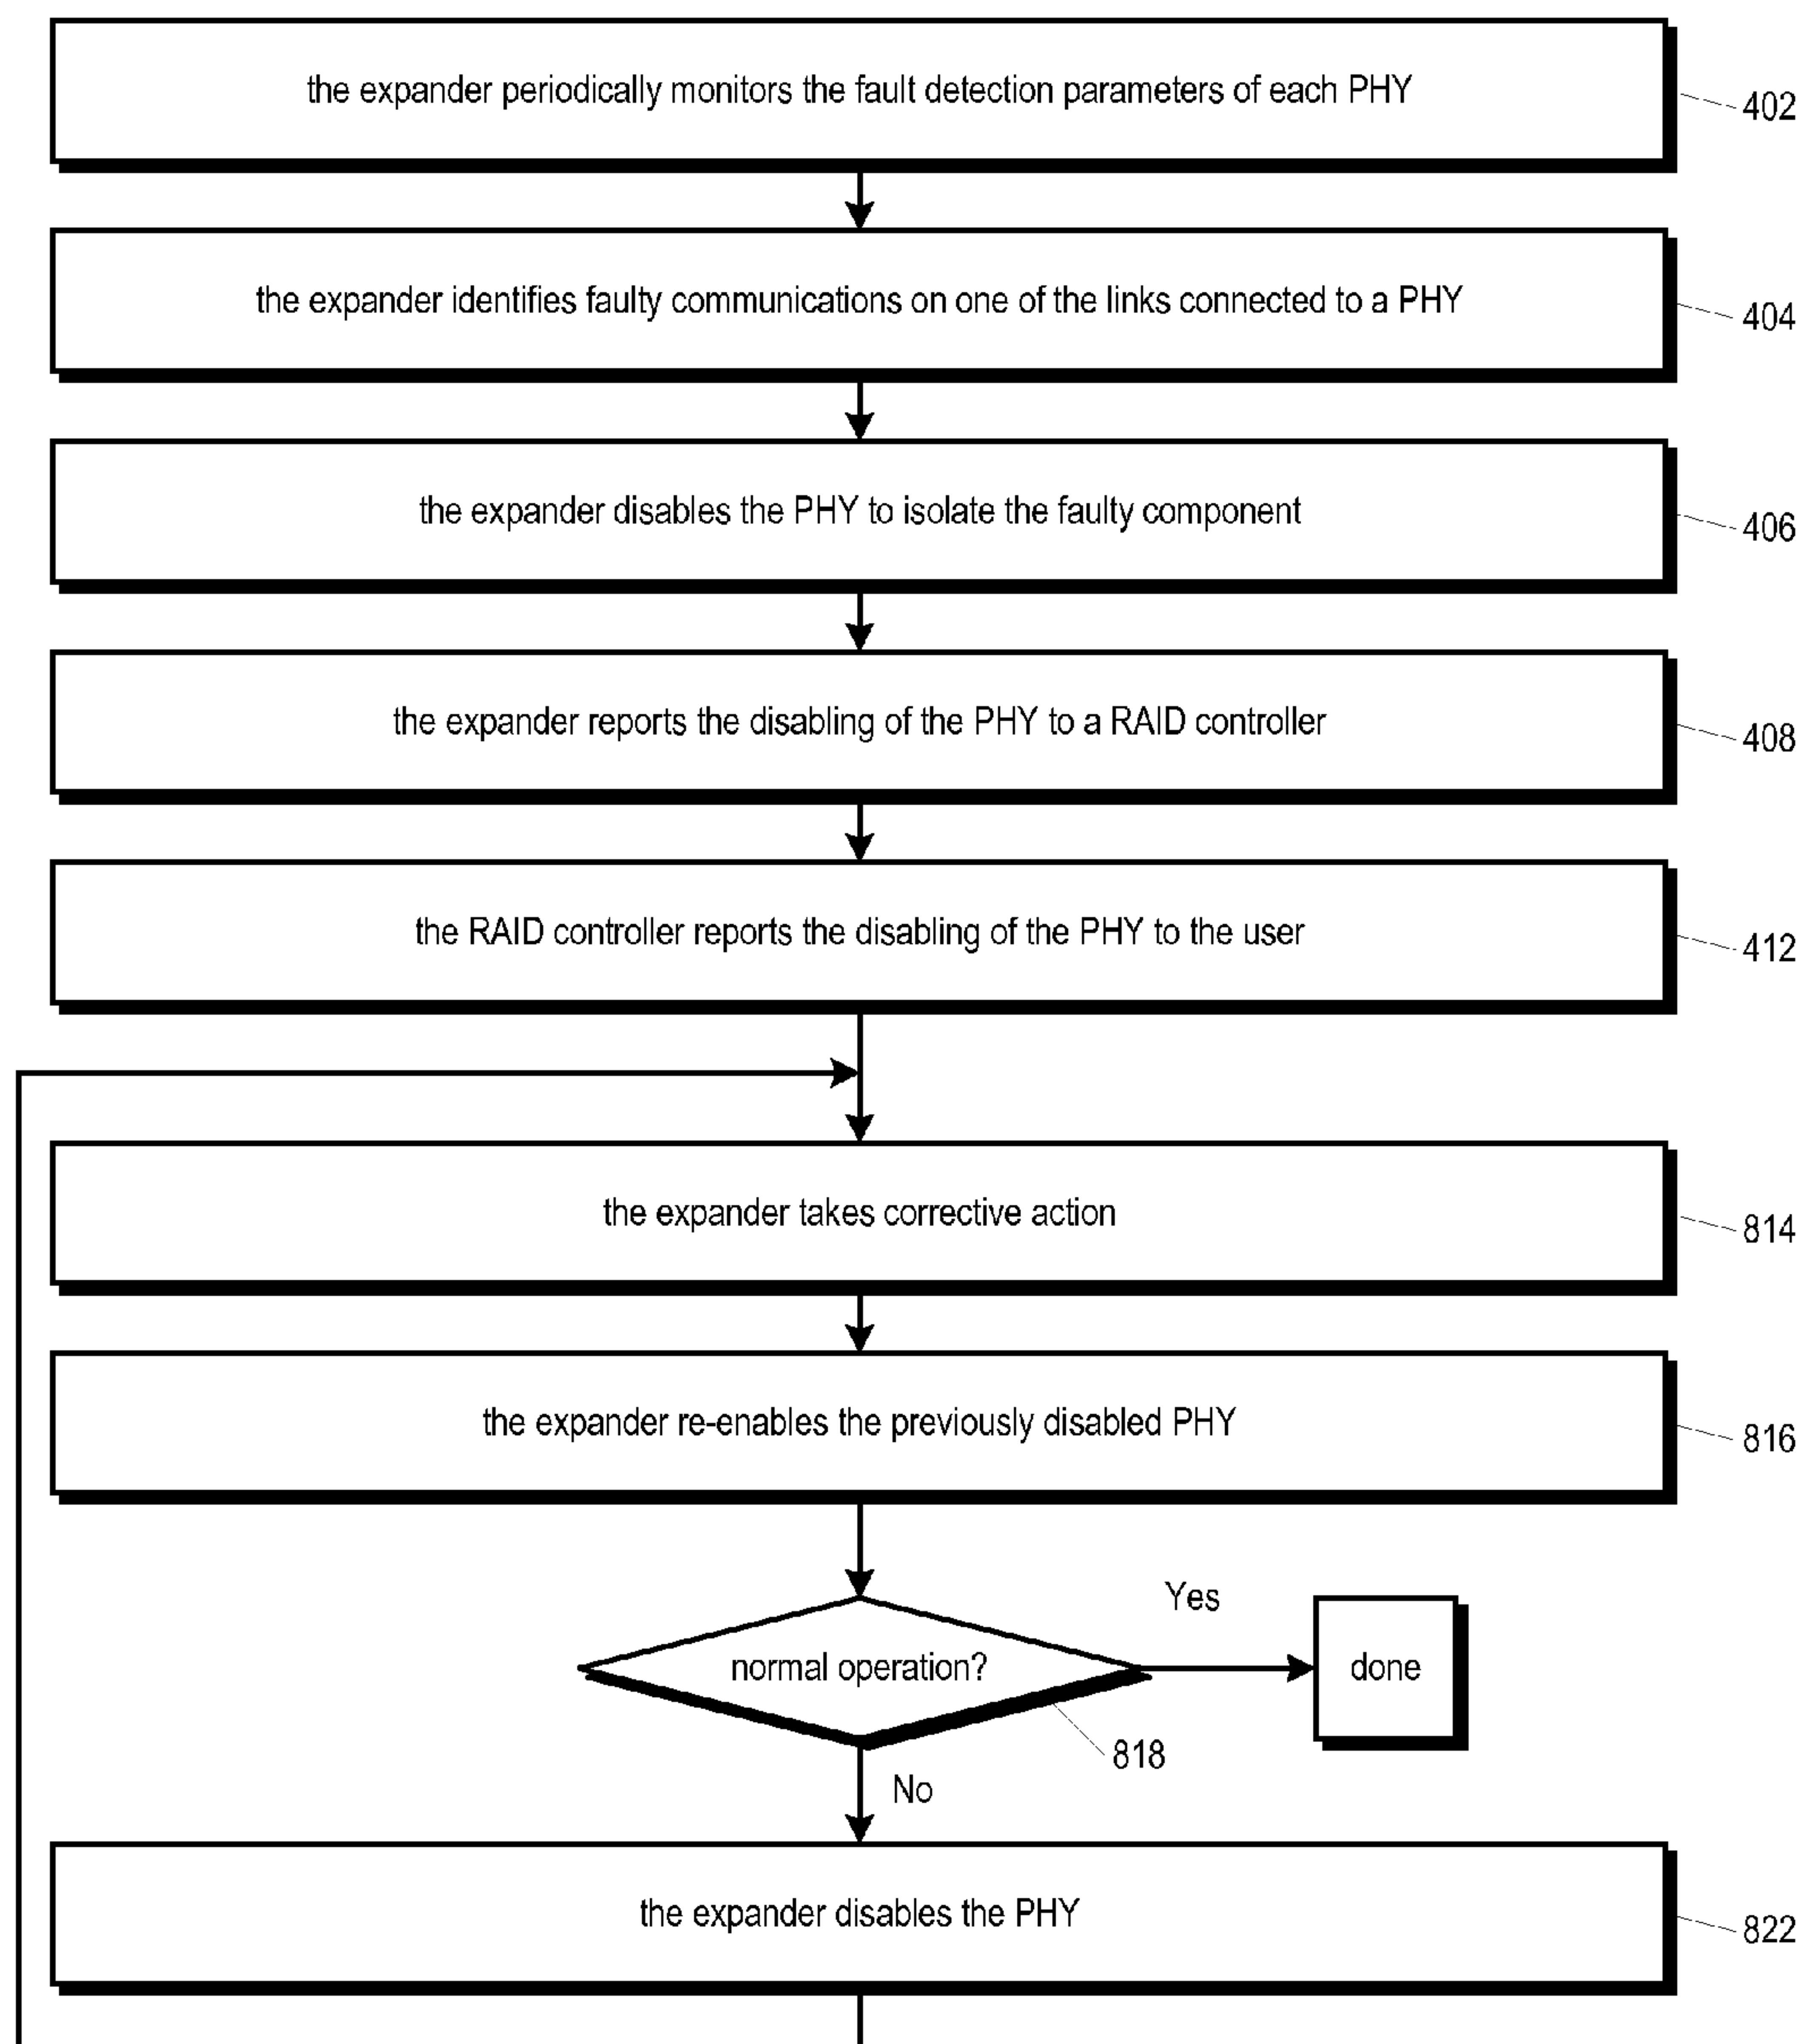 the expander periodically monitors the fault detection parameters of each PHY
402
the expander identifies faulty communications on one of the links connected to a PHY
404
the expander disables the PHY to isolate the faulty component
406
the expander reports the disabling of the PHY to a RAID controller
408
the RAID controller reports the disabling of the PHY to the user
412
the expander takes corrective action
814
the expander re-enables the previously disabled PHY
816
Yes
normal operation?
done
818
No
the expander disables the PHY
822